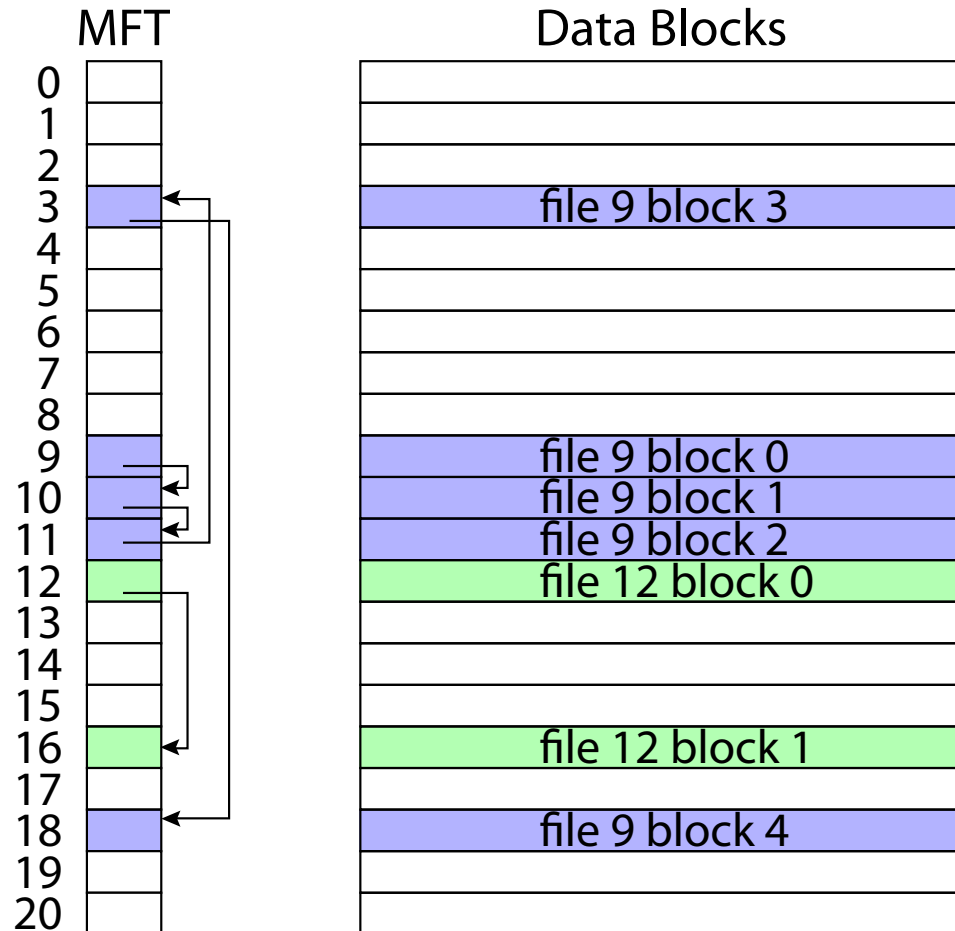 MFT Data Blocks
0
1
2
3 file 9 block 3
4
5
6
7
8
9 file 9 block 0
10 file 9 block 1
11 file 9 block 2
12 file 12 block 0
13
14
15
16 file 12 block 1
17
18 file 9 block 4
19
20